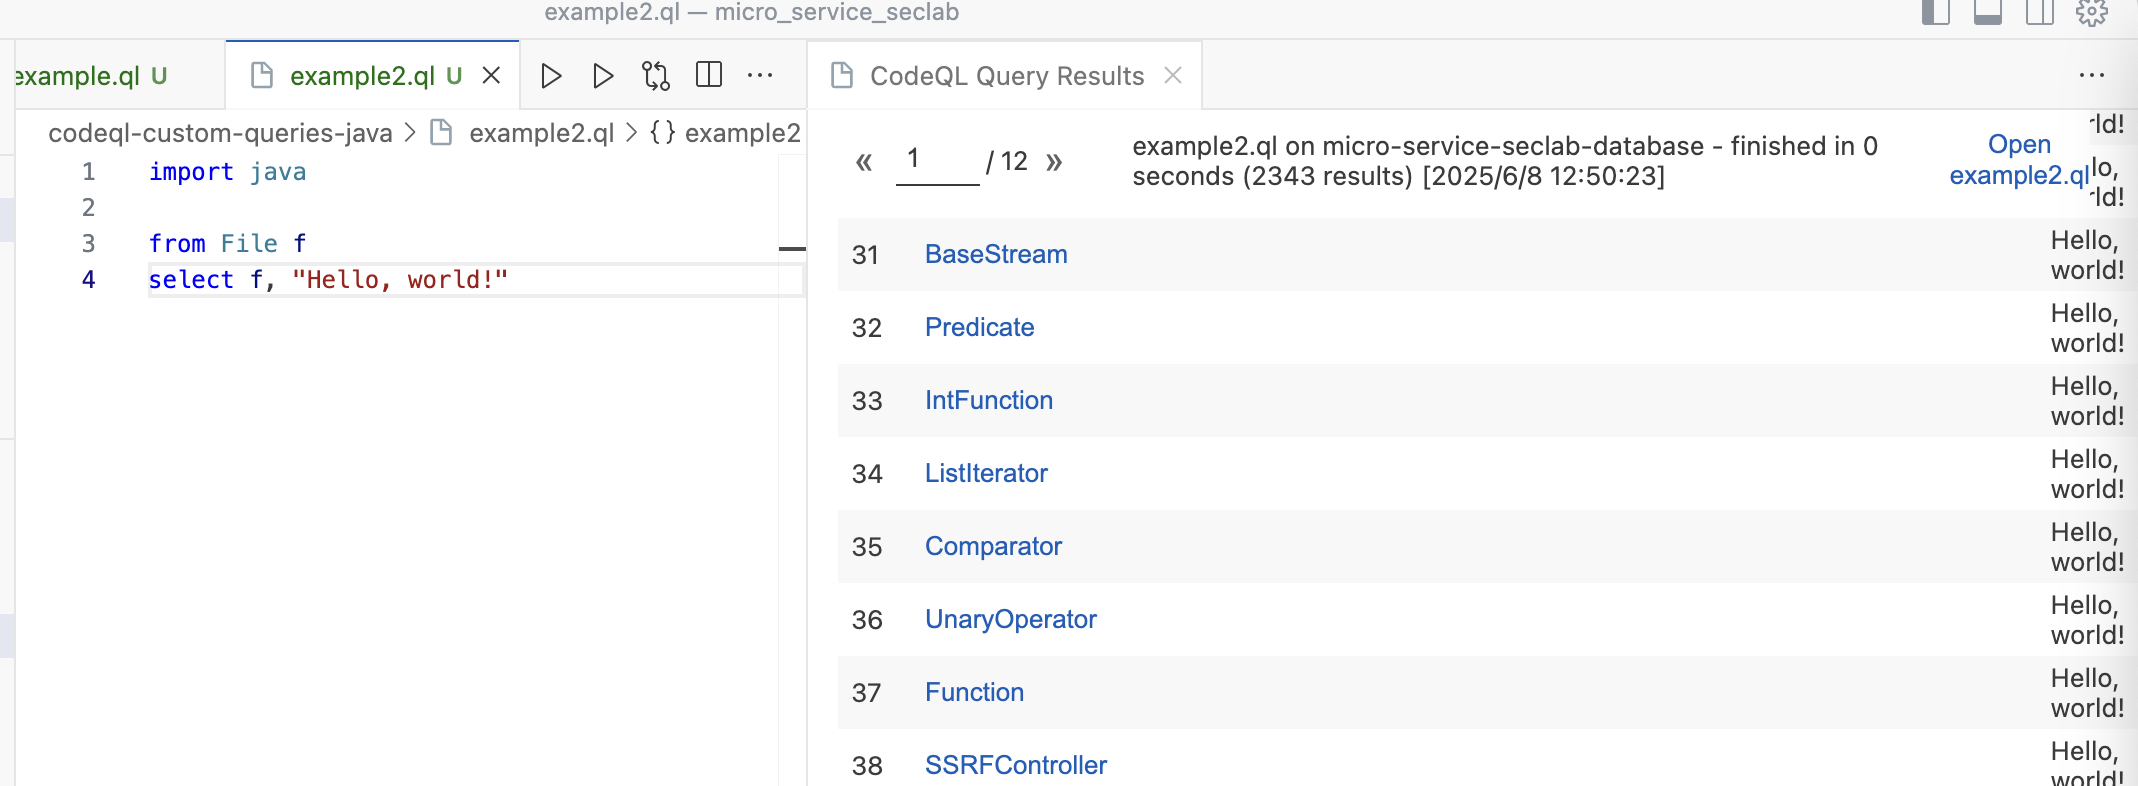 example2.ql — micro_service_seclab
example.ql U
example2.ql U
CodeQL Query Results
codeql-custom-queries-java > example2.ql > {} example2
1 import java
2
3 from File f
4 select f, "Hello, world!"
« 1 / 12 »
example2.ql on micro-service-seclab-database - finished in 0
seconds (2343 results) [2025/6/8 12:50:23]
Open
example2.ql
31 BaseStream Hello,
world!
32 Predicate Hello,
world!
33 IntFunction Hello,
world!
34 ListIterator Hello,
world!
35 Comparator Hello,
world!
36 UnaryOperator Hello,
world!
37 Function Hello,
world!
38 SSRFController Hello,
world!